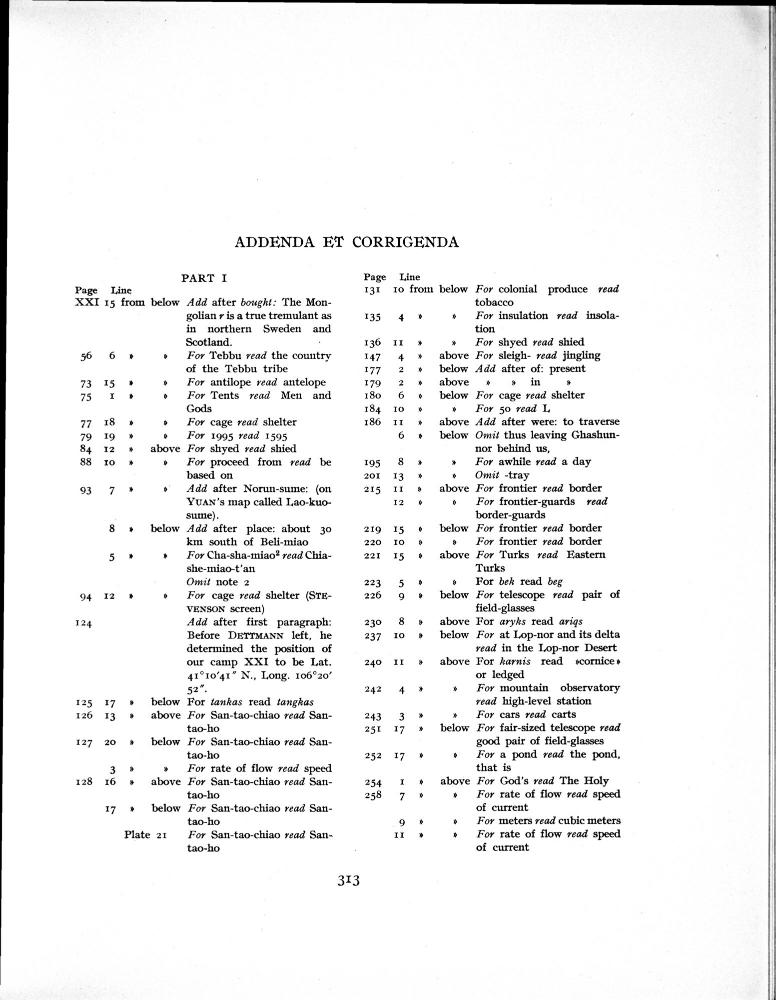 ADDENDA ET CORRIGENDA
PART I
Page Line
XXI 15 from below Add after bought: The Mon-
golian r is a true tremulant as
in northern Sweden and
Scotland.
56 6 » » For Tebbu read the country
of the Tebbu tribe
73 15 » » For antilope read antelope
75 1 » » For Tents read Men and
Gods
77 18 » » For cage read shelter
79 19 » » For 1995 read 1595
84 12 » above For shyed read shied
88 10 » » For proceed from read be
based on
93 7 » » Add after Norun-sume: (on
YUAN's map called Lao-kuo-
sume).
8 » below Add after place: about 30
km south of Beli-miao
5 » » For Cha-sha-miao² read Chia-
she-miao-t'an
Omit note 2
94 12 » » For cage read shelter (STE-
VENSON screen)
124 Add after first paragraph:
Before DETTMANN left, he
determined the position of
our camp XXI to be Lat.
41°10'41" N., Long. 106°20'
52".
125 17 » below For tankas read tangkas
126 13 » above For San-tao-chiao read San-
tao-ho
127 20 » below For San-tao-chiao read San-
tao-ho
3 » » For rate of flow read speed
128 16 » above For San-tao-chiao read San-
tao-ho
17 » below For San-tao-chiao read San-
tao-ho
Plate 21 For San-tao-chiao read San-
tao-ho
Page Line
131 10 from below For colonial produce read
tobacco
135 4 » » For insulation read insola-
tion
136 11 » » For shyed read shied
147 4 » above For sleigh- read jingling
177 2 » below Add after of: present
179 2 » above » » in »
180 6 » below For cage read shelter
184 10 » » For 50 read L
186 11 » above Add after were: to traverse
6 » below Omit thus leaving Ghashun-
nor behind us,
195 8 » » For awhile read a day
201 13 » » Omit -tray
215 11 » above For frontier read border
12 » » For frontier-guards read
border-guards
219 15 » below For frontier read border
220 10 » » For frontier read border
221 15 » above For Turks read Eastern
Turks
223 5 » » For bek read beg
226 9 » below For telescope read pair of
field-glasses
230 8 » above For aryks read ariqs
237 10 » below For at Lop-nor and its delta
read in the Lop-nor Desert
240 11 » above For karnis read »cornice»
or ledged
242 4 » » For mountain observatory
read high-level station
243 3 » » For cars read carts
251 17 » below For fair-sized telescope read
good pair of field-glasses
252 17 » » For a pond read the pond,
that is
254 1 » above For God's read The Holy
258 7 » » For rate of flow read speed
of current
9 » » For meters read cubic meters
11 » » For rate of flow read speed
of current
313